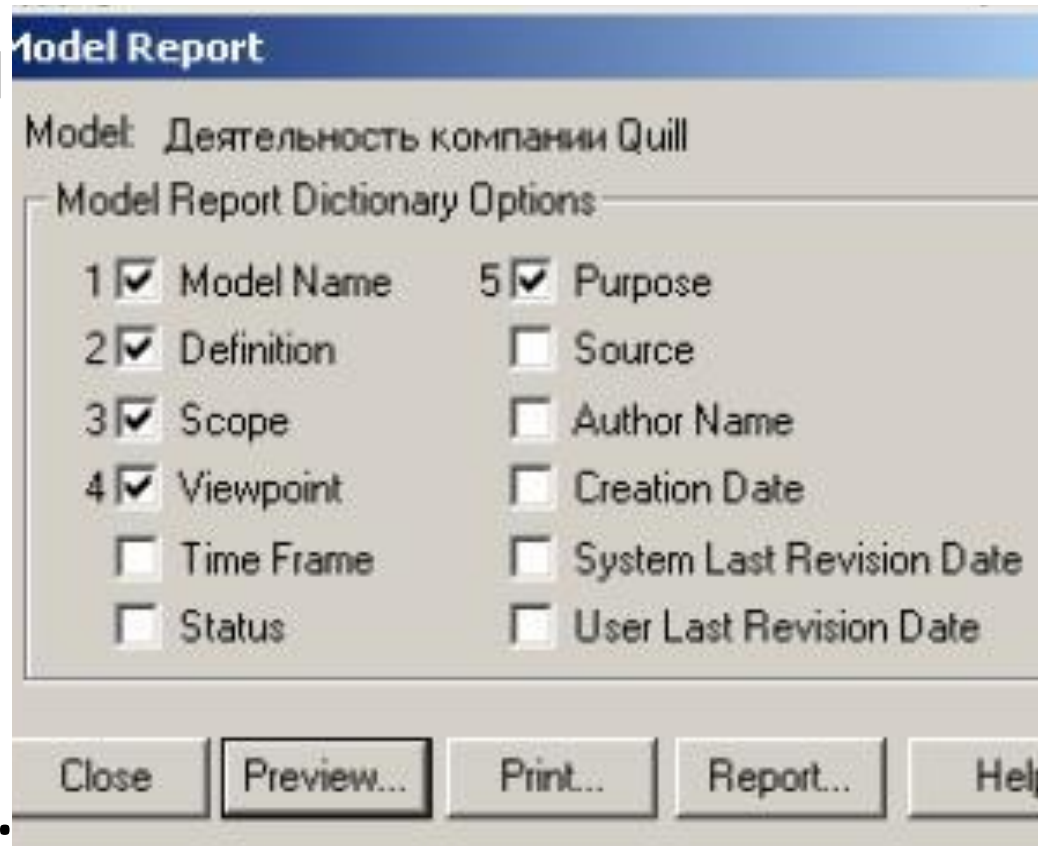 Model Report
Model: Деятельность компании Quill
Model Report Dictionary Options
1 Model Name 5 Purpose
2 Definition Source
3 Scope Author Name
4 Viewpoint Creation Date
Time Frame System Last Revision Date
Status User Last Revision Date
Close Preview... Print... Report... Help